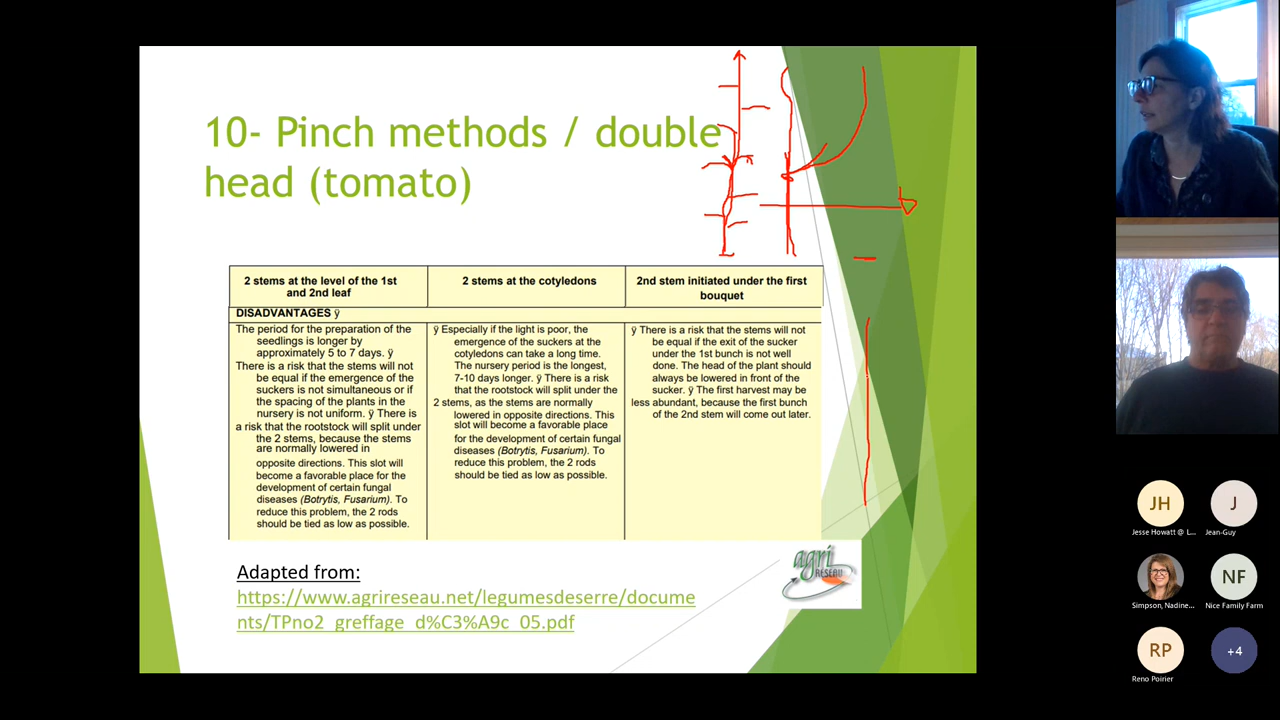 10- Pinch methods / double
head (tomato)
2 stems at the level of the 1st
and 2nd leaf
2 stems at the cotyledons
2nd stem initiated under the first
bouquet
DISADVANTAGES ÿ
The period for the preparation of the
seedlings is longer by
approximately 5 to 7 days. ÿ
There is a risk that the stems will not
be equal if the emergence of the
suckers is not simultaneous or if
the spacing of the plants in the
nursery is not uniform. ÿ There is
a risk that the rootstock will split under
the 2 stems, because the stems
are normally lowered in
opposite directions. This slot will
become a favorable place for the
development of certain fungal
diseases (Botrytis, Fusarium). To
reduce this problem, the 2 rods
should be tied as low as possible.
ÿ Especially if the light is poor, the
emergence of the suckers at the
cotyledons can take a long time.
The nursery period is the longest,
7-10 days longer. ÿ There is a risk
that the rootstock will split under the
2 stems, as the stems are normally
lowered in opposite directions. This
slot will become a favorable place
for the development of certain fungal
diseases (Botrytis, Fusarium). To
reduce this problem, the 2 rods
should be tied as low as possible.
ÿ There is a risk that the stems will not
be equal if the exit of the sucker
under the 1st bunch is not well
done. The head of the plant should
always be lowered in front of the
sucker. ÿ The first harvest may be
less abundant, because the first bunch
of the 2nd stem will come out later.
Adapted from:
https://www.agrireseau.net/legumesdeserre/docume
nts/TPno2_greffage_d%C3%A9c_05.pdf
agri
RÉSEAU
JH
Jesse Howatt @ L...
J
Jean-Guy
Simpson, Nadine...
NF
Nice Family Farm
RP
Reno Poirier
+4